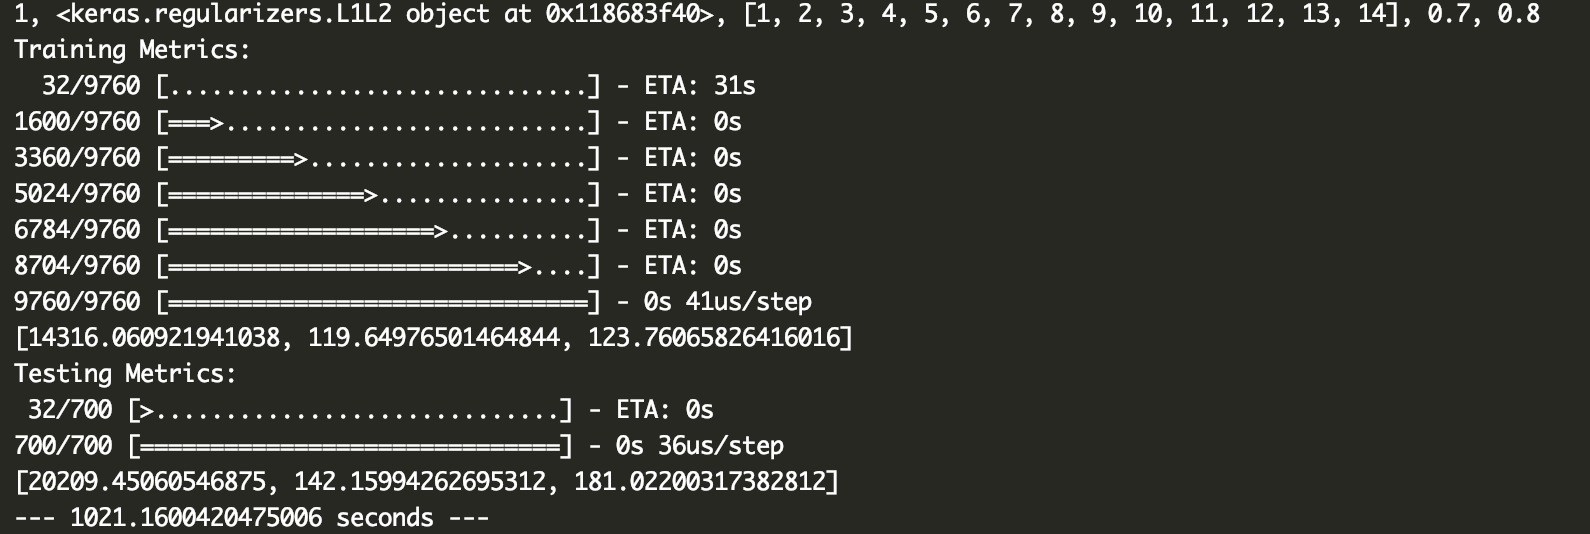 1, <keras.regularizers.L1L2 object at 0x118683f40>, [1, 2, 3, 4, 5, 6, 7, 8, 9, 10, 11, 12, 13, 14], 0.7, 0.8
Training Metrics:
  32/9760 [..............................] - ETA: 31s
1600/9760 [===>..........................] - ETA: 0s
3360/9760 [=========>....................] - ETA: 0s
5024/9760 [==============>...............] - ETA: 0s
6784/9760 [===================>..........] - ETA: 0s
8704/9760 [=========================>....] - ETA: 0s
9760/9760 [==============================] - 0s 41us/step
[14316.060921941038, 119.64976501464844, 123.76065826416016]
Testing Metrics:
 32/700 [>.............................] - ETA: 0s
700/700 [==============================] - 0s 36us/step
[20209.45060546875, 142.15994262695312, 181.02200317382812]
--- 1021.1600420475006 seconds ---